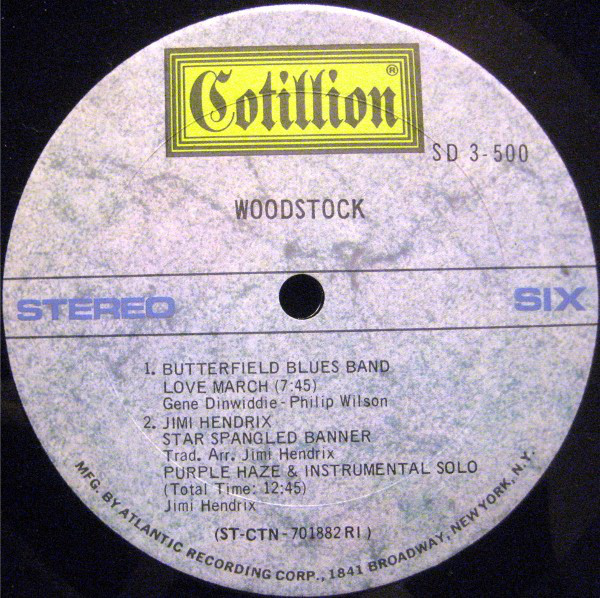 Cotillion®
SD 3-500
WOODSTOCK
STEREO
SIX
1. BUTTERFIELD BLUES BAND
LOVE MARCH (7:45)
Gene Dinwiddie - Philip Wilson
2. JIMI HENDRIX
STAR SPANGLED BANNER
Trad. Arr. Jimi Hendrix
PURPLE HAZE & INSTRUMENTAL SOLO
(Total Time: 12:45)
Jimi Hendrix
(ST-CTN-701882 RI)
MFG. BY ATLANTIC RECORDING CORP., 1841 BROADWAY, NEW YORK, N.Y.